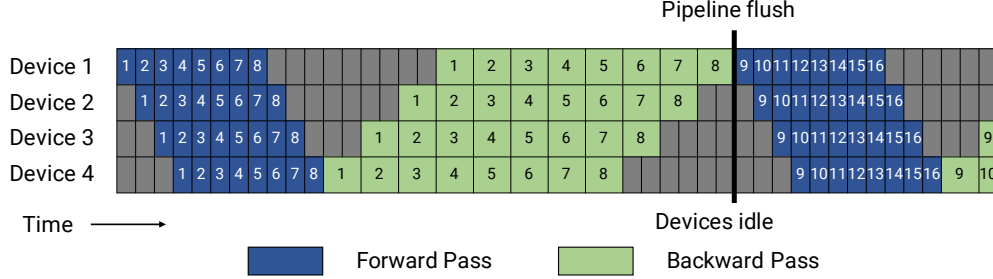 Pipeline flush
Device 1 1 2 3 4 5 6 7 8 1 2 3 4 5 6 7 8 9 10 11 12 13 14 15 16
Device 2 1 2 3 4 5 6 7 8 1 2 3 4 5 6 7 8 9 10 11 12 13 14 15 16
Device 3 1 2 3 4 5 6 7 8 1 2 3 4 5 6 7 8 9 10 11 12 13 14 15 16 9
Device 4 1 2 3 4 5 6 7 8 1 2 3 4 5 6 7 8 9 10 11 12 13 14 15 16 9 10
Time Devices idle
Forward Pass Backward Pass